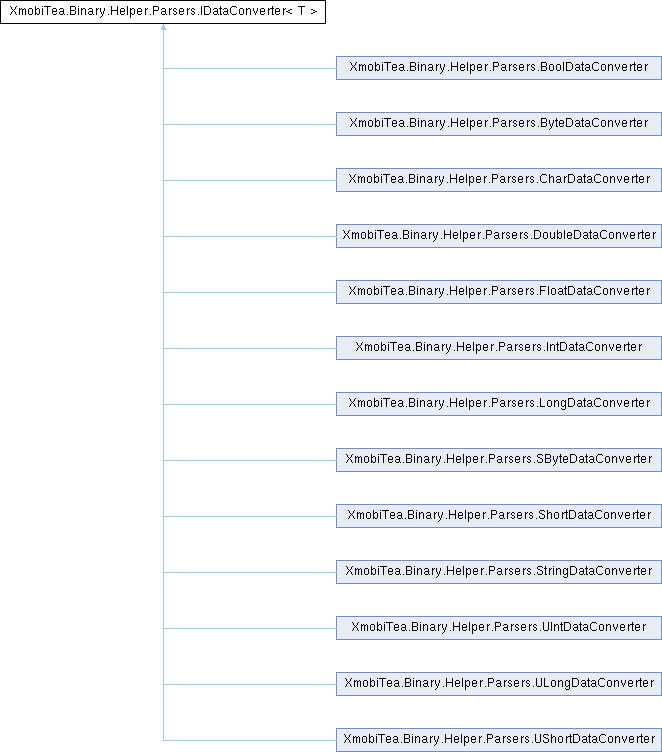 XmobiTea.Binary.Helper.Parsers.IDataConverter< T >
XmobiTea.Binary.Helper.Parsers.BoolDataConverter
XmobiTea.Binary.Helper.Parsers.ByteDataConverter
XmobiTea.Binary.Helper.Parsers.CharDataConverter
XmobiTea.Binary.Helper.Parsers.DoubleDataConverter
XmobiTea.Binary.Helper.Parsers.FloatDataConverter
XmobiTea.Binary.Helper.Parsers.IntDataConverter
XmobiTea.Binary.Helper.Parsers.LongDataConverter
XmobiTea.Binary.Helper.Parsers.SByteDataConverter
XmobiTea.Binary.Helper.Parsers.ShortDataConverter
XmobiTea.Binary.Helper.Parsers.StringDataConverter
XmobiTea.Binary.Helper.Parsers.UIntDataConverter
XmobiTea.Binary.Helper.Parsers.ULongDataConverter
XmobiTea.Binary.Helper.Parsers.UShortDataConverter